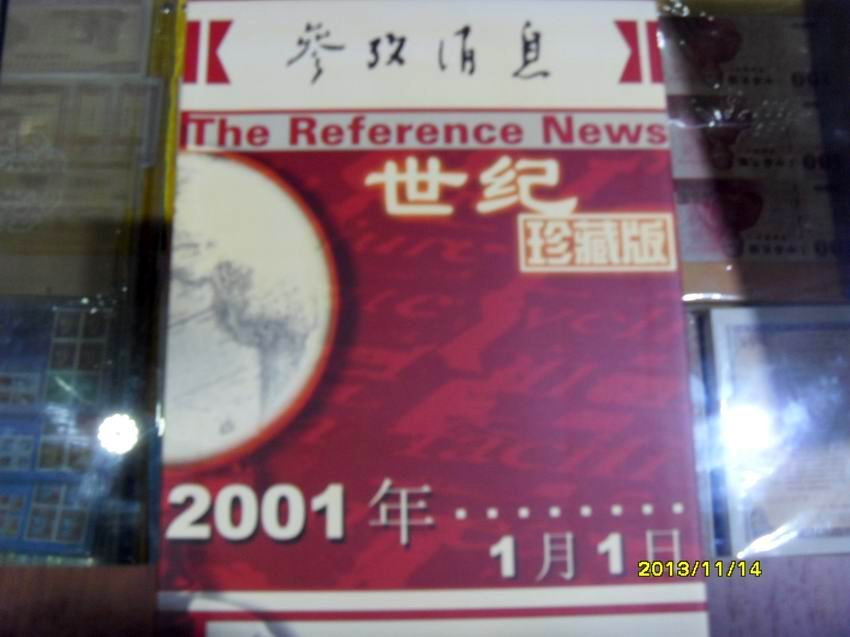 参考消息
The Reference News
世纪
珍藏版
2001年........
1月1日
2013/11/14